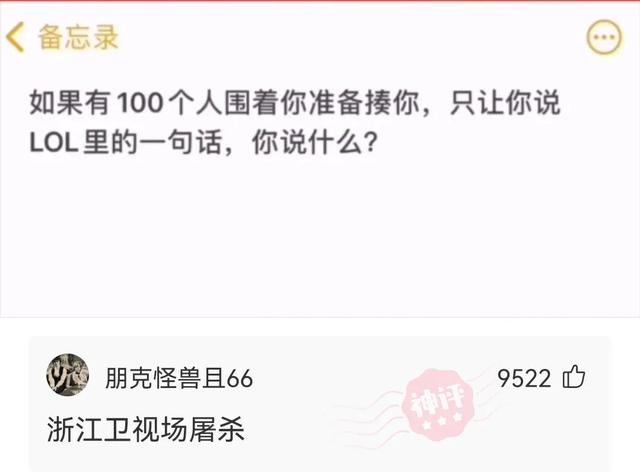 备忘录
如果有100个人围着你准备揍你，只让你说
LOL里的一句话，你说什么？
朋克怪兽且66
9522
神评
浙江卫视场屠杀